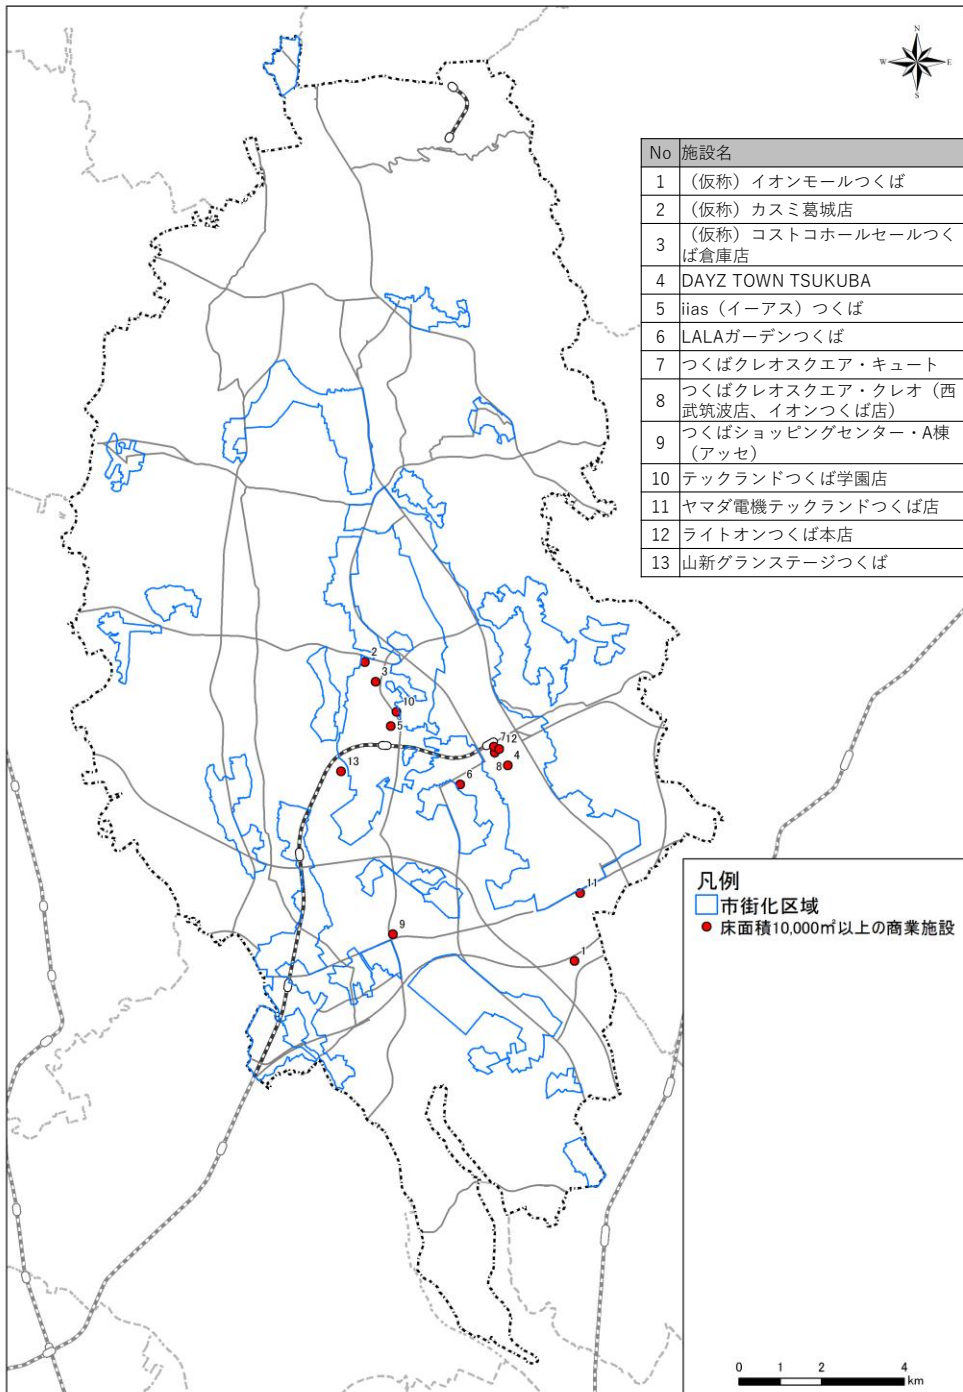 N
W E
S
No 施設名
1 （仮称）イオンモールつくば
2 （仮称）カスミ葛城店
3 （仮称）コストコホールセールつく
ば倉庫店
4 DAYZ TOWN TSUKUBA
5 iias（イーアス）つくば
6 LALAガーデンつくば
7 つくばクレオスクエア・キュート
8 つくばクレオスクエア・クレオ（西
武筑波店、イオンつくば店）
9 つくばショッピングセンター・A棟
（アッセ）
10 テックランドつくば学園店
11 ヤマダ電機テックランドつくば店
12 ライトオンつくば本店
13 山新グランステージつくば
2
3
10
5
7 12
13
8 4
6
11
9
1
凡例
市街化区域
床面積10,000㎡以上の商業施設
0 1 2 4
km